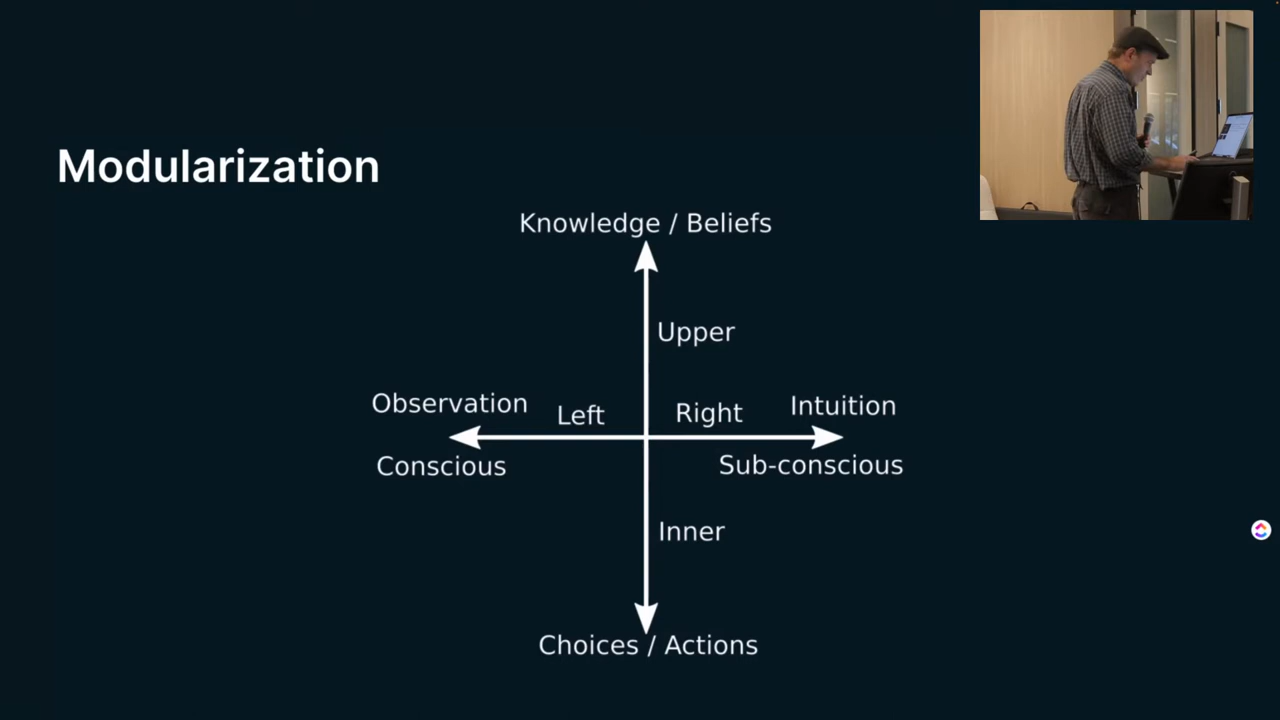 Modularization
Knowledge / Beliefs
Upper
Observation
Left
Right
Intuition
Conscious
Sub-conscious
Inner
Choices / Actions